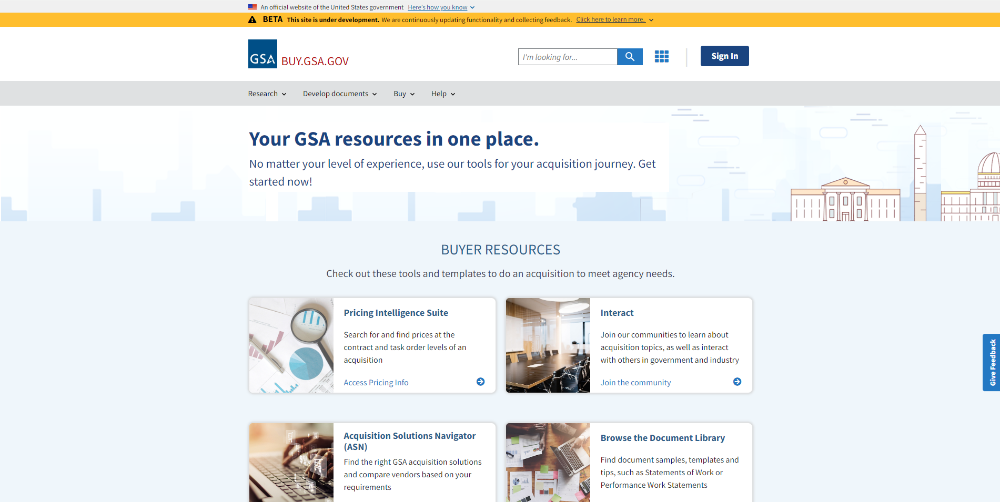 An official website of the United States government Here's how you know
BETA This site is under development. We are continuously updating functionality and collecting feedback. Click here to learn more.
GSA BUY.GSA.GOV
I'm looking for...
Sign In
Research Develop documents Buy Help
Your GSA resources in one place.
No matter your level of experience, use our tools for your acquisition journey. Get
started now!
BUYER RESOURCES
Check out these tools and templates to do an acquisition to meet agency needs.
Pricing Intelligence Suite
Search for and find prices at the
contract and task order levels of an
acquisition
Access Pricing Info
Interact
Join our communities to learn about
acquisition topics, as well as interact
with others in government and industry
Join the community
Give Feedback
Acquisition Solutions Navigator
(ASN)
Find the right GSA acquisition solutions
and compare vendors based on your
requirements
Browse the Document Library
Find document samples, templates and
tips, such as Statements of Work or
Performance Work Statements